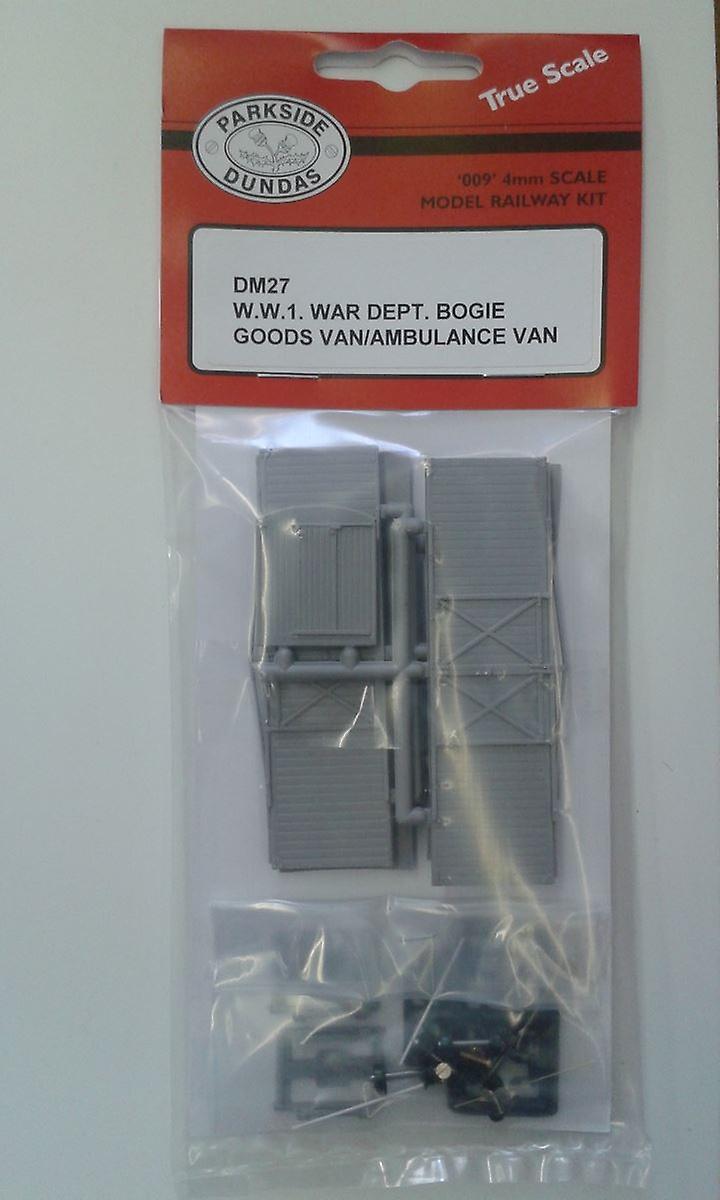 PARKSIDE
DUNDAS
True Scale
'009' 4mm SCALE
MODEL RAILWAY KIT
DM27
W.W.1. WAR DEPT. BOGIE
GOODS VAN/AMBULANCE VAN